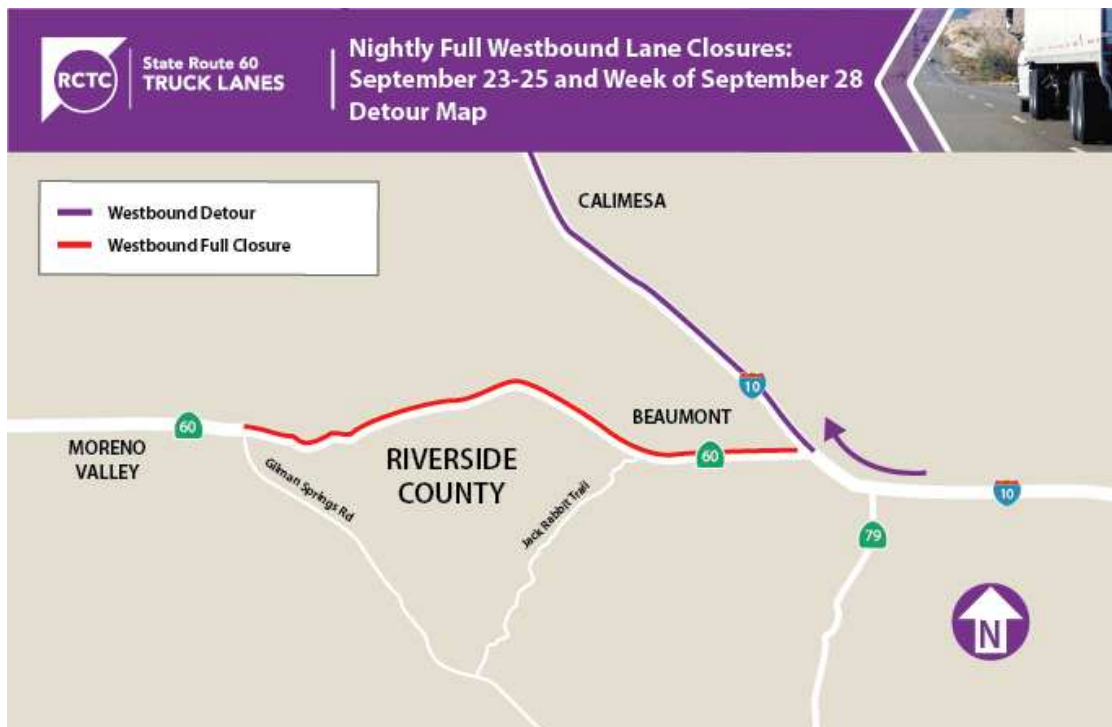 RCTC
State Route 60
TRUCK LANES
Nightly Full Westbound Lane Closures:
September 23-25 and Week of September 28
Detour Map
Westbound Detour
Westbound Full Closure
CALIMESA
10
BEAUMONT
60
MORENO
VALLEY
RIVERSIDE
COUNTY
60
Gilman Springs Rd
Jack Rabbit Trail
10
79
N